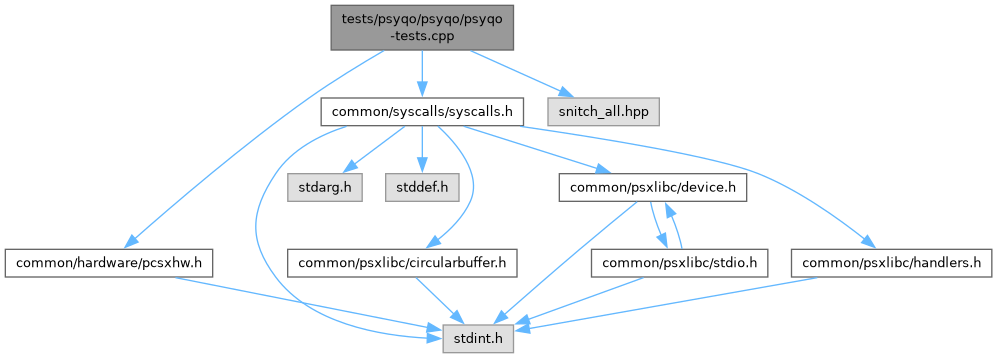 tests/psyqo/psyqo/psyqo
-tests.cpp
common/syscalls/syscalls.h
snitch_all.hpp
stdarg.h
stddef.h
common/psxlibc/device.h
common/hardware/pcsxhw.h
common/psxlibc/circularbuffer.h
common/psxlibc/stdio.h
common/psxlibc/handlers.h
stdint.h